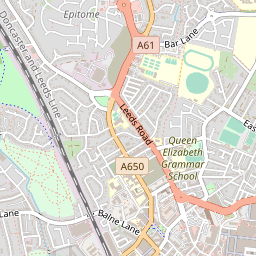 Epitome
A61
Bar Lane
Doncaster and Leeds Line
Leeds Road
Queen
Elizabeth
Grammar
School
Eas
A650
Lane
Balne Lane